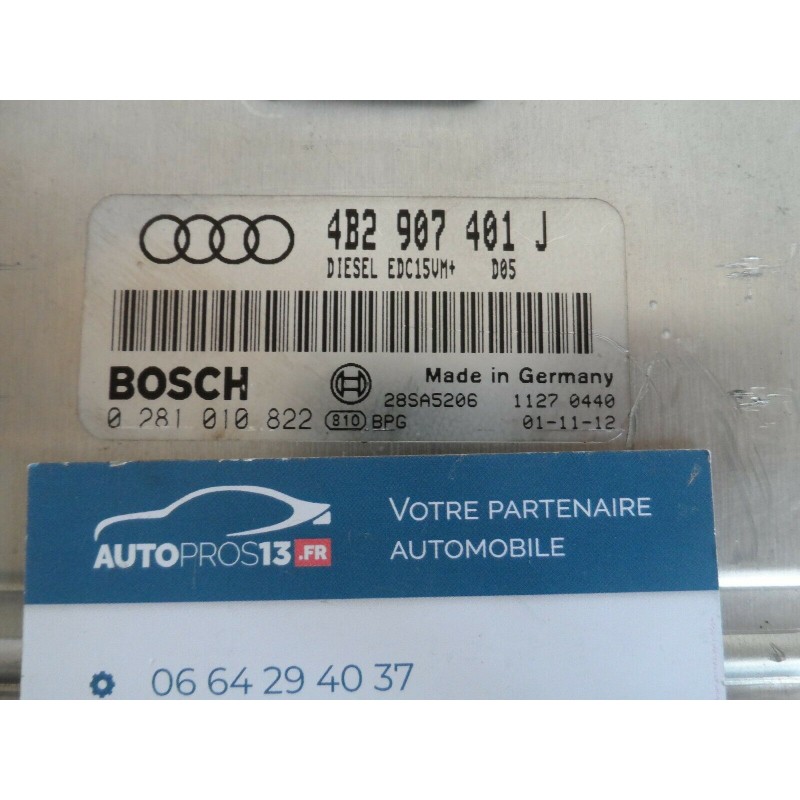 4B2 907 401 J
DIESEL EDC15VM+ D05
BOSCH
Made in Germany
28SA5206 1127 0440
0 281 010 822 810 BPG 01-11-12
AUTOPROS13.FR
VOTRE PARTENAIRE
AUTOMOBILE
06 64 29 40 37